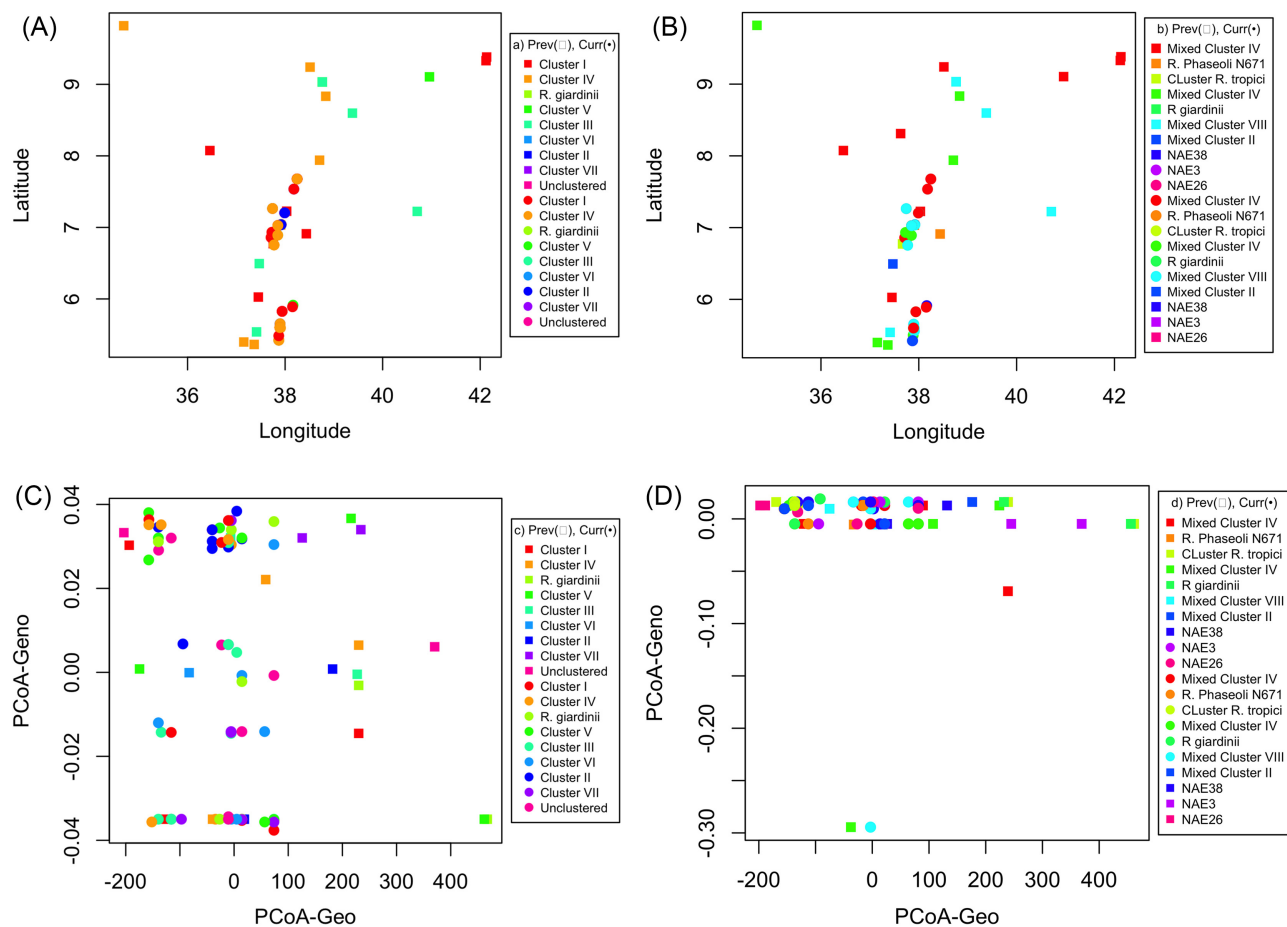 (A)
Latitude
9
8
7
6
36
38
40
42
Longitude
a) Prev(□), Curr(•)
Cluster I
Cluster IV
R. giardinii
Cluster V
Cluster III
Cluster VI
Cluster II
Cluster VII
Unclustered
Cluster I
Cluster IV
R. giardinii
Cluster V
Cluster III
Cluster VI
Cluster II
Cluster VII
Unclustered
(B)
Latitude
9
8
7
6
36
38
40
42
Longitude
b) Prev(□), Curr(•)
Mixed Cluster IV
R. Phaseoli N671
CLuster R. tropici
Mixed Cluster IV
R giardinii
Mixed Cluster VIII
Mixed Cluster II
NAE38
NAE3
NAE26
Mixed Cluster IV
R. Phaseoli N671
CLuster R. tropici
Mixed Cluster IV
R giardinii
Mixed Cluster VIII
Mixed Cluster II
NAE38
NAE3
NAE26
(C)
PCoA-Geno
0.04
0.02
0.00
-0.02
-0.04
-200
0
100
200
300
400
PCoA-Geo
c) Prev(□), Curr(•)
Cluster I
Cluster IV
R. giardinii
Cluster V
Cluster III
Cluster VI
Cluster II
Cluster VII
Unclustered
Cluster I
Cluster IV
R. giardinii
Cluster V
Cluster III
Cluster VI
Cluster II
Cluster VII
Unclustered
(D)
PCoA-Geno
0.00
-0.10
-0.20
-0.30
-200
0
100
200
300
400
PCoA-Geo
d) Prev(□), Curr(•)
Mixed Cluster IV
R. Phaseoli N671
CLuster R. tropici
Mixed Cluster IV
R giardinii
Mixed Cluster VIII
Mixed Cluster II
NAE38
NAE3
NAE26
Mixed Cluster IV
R. Phaseoli N671
CLuster R. tropici
Mixed Cluster IV
R giardinii
Mixed Cluster VIII
Mixed Cluster II
NAE38
NAE3
NAE26